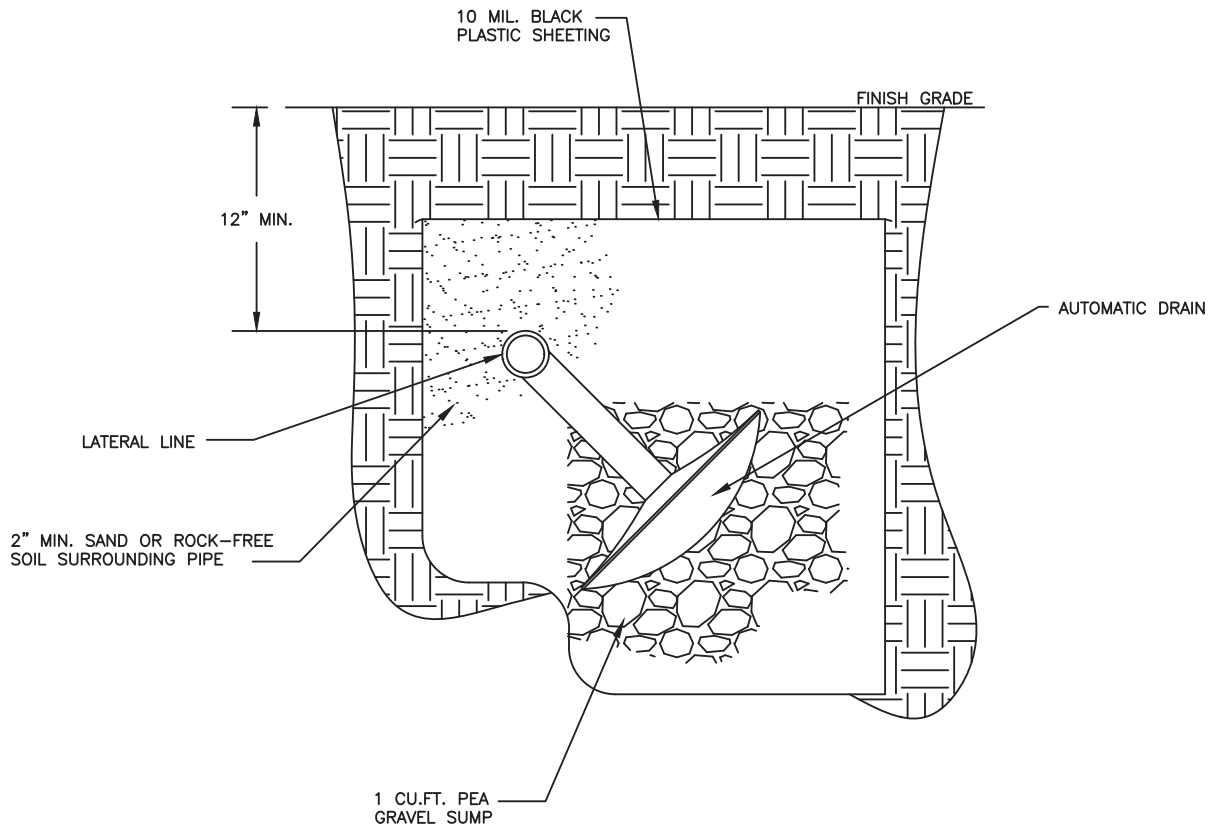 10 MIL. BLACK
PLASTIC SHEETING
FINISH GRADE
12" MIN.
AUTOMATIC DRAIN
LATERAL LINE
2" MIN. SAND OR ROCK-FREE
SOIL SURROUNDING PIPE
1 CU.FT. PEA
GRAVEL SUMP